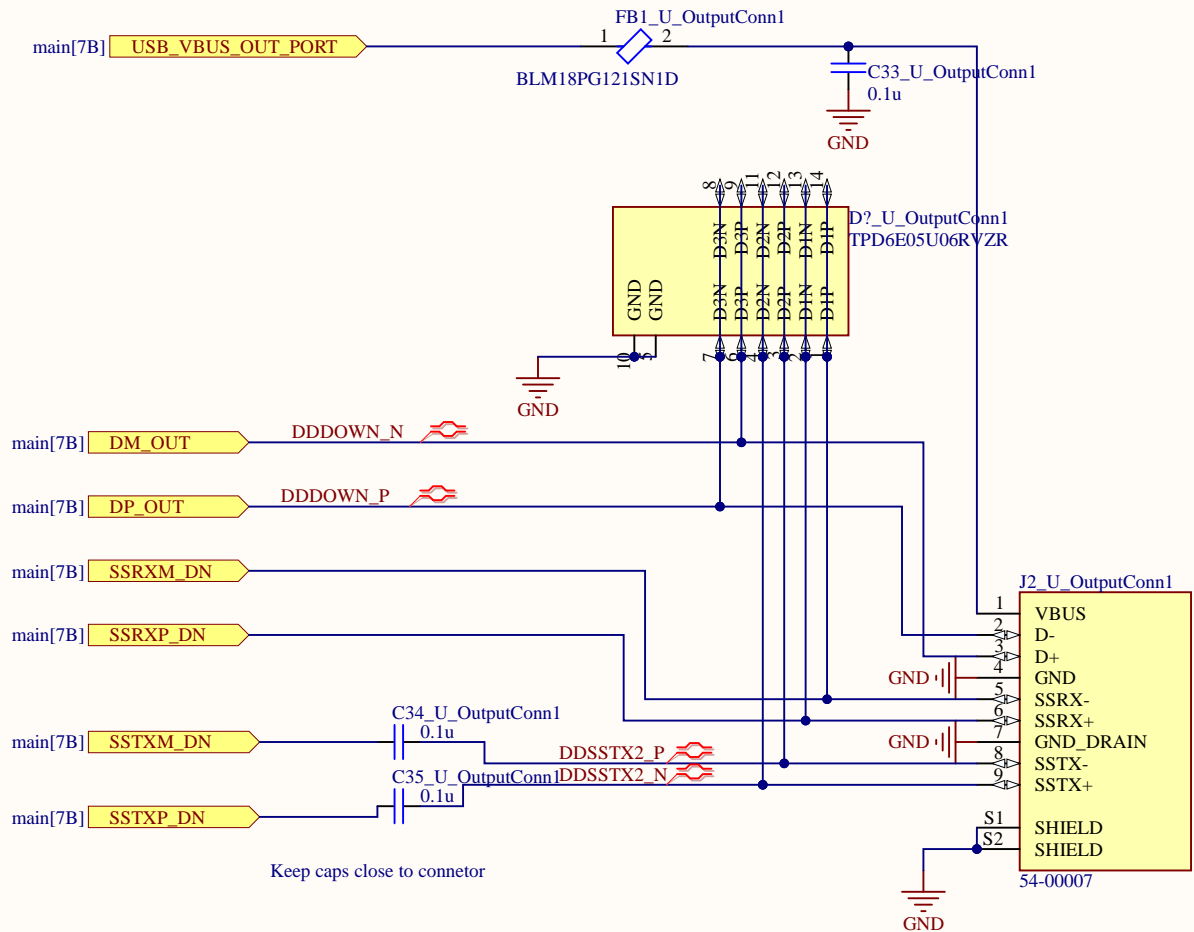 FB1_U_OutputConn1
main[7B] USB_VBUS_OUT_PORT 1 2
BLM18PG121SN1D
C33_U_OutputConn1
0.1u
GND
8 9 11 12 13 14
D?_U_OutputConn1
TPD6E05U06RVZR
D3N D3P D2N D2P D1N D1P
GND GND D3N D3P D2N D2P D1N D1P
10 5 7 6 4 3 2 1
GND
main[7B] DM_OUT DDDOWN_N
main[7B] DP_OUT DDDOWN_P
main[7B] SSRXM_DN
J2_U_OutputConn1
1 VBUS
main[7B] SSRXP_DN 2 D-
3 D+
GND 4 GND
5 SSRX-
C34_U_OutputConn1 6 SSRX+
0.1u
main[7B] SSTXM_DN GND 7 GND_DRAIN
DDSSTX2_P 8 SSTX-
C35_U_OutputConn1 DDSSTX2_N 9 SSTX+
0.1u
main[7B] SSTXP_DN
S1 SHIELD
S2 SHIELD
Keep caps close to connetor
54-00007
GND